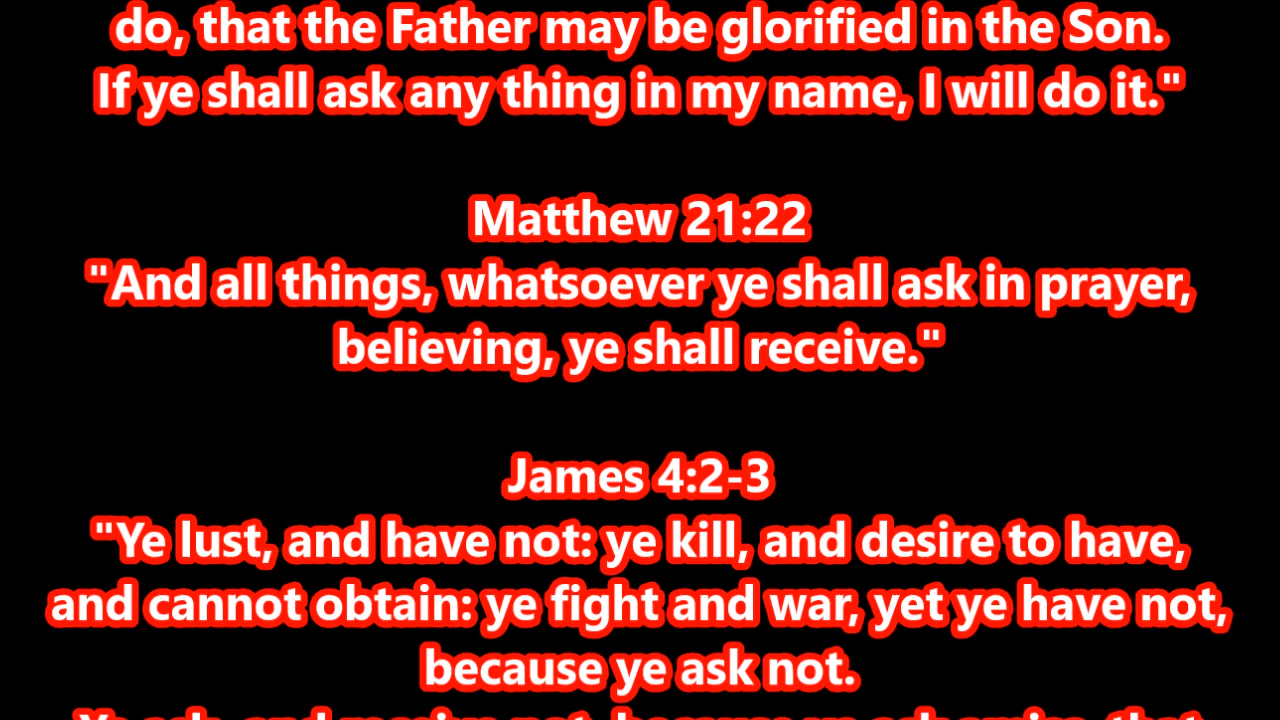 do, that the Father may be glorified in the Son.
If ye shall ask any thing in my name, I will do it."
Matthew 21:22
"And all things, whatsoever ye shall ask in prayer,
believing, ye shall receive."
James 4:2-3
"Ye lust, and have not: ye kill, and desire to have,
and cannot obtain: ye fight and war, yet ye have not,
because ye ask not.